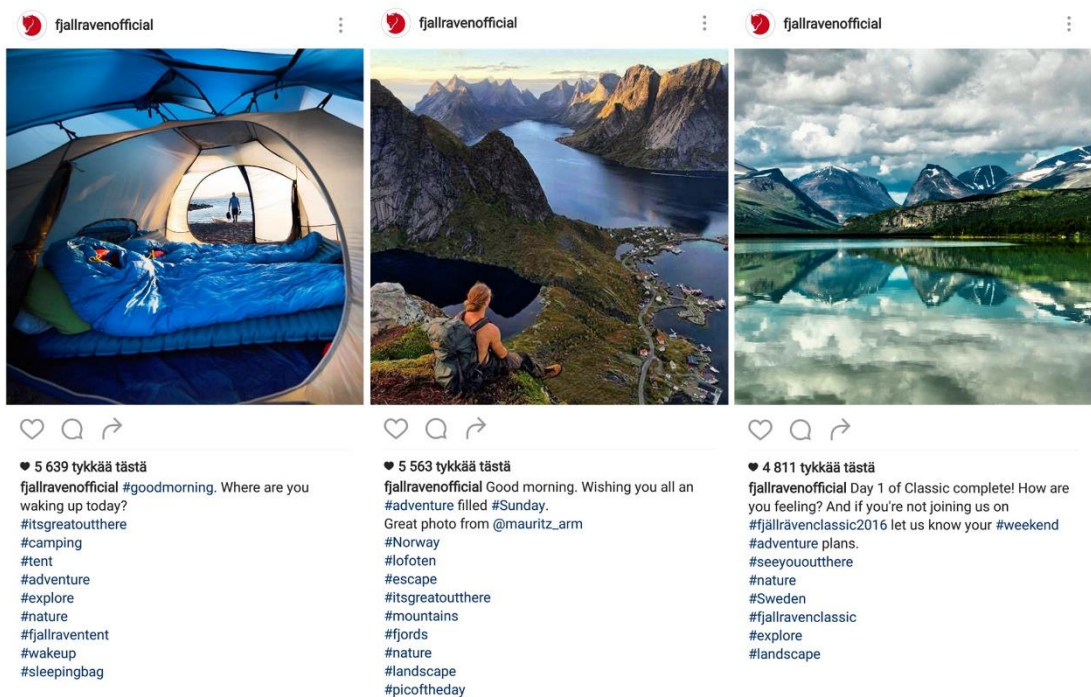 fjallravenofficial
5 639 tykkää tästä
fjallravenofficial #goodmorning. Where are you
waking up today?
#itsgreatoutthere
#camping
#tent
#adventure
#explore
#nature
#fjallraventent
#wakeup
#sleepingbag
fjallravenofficial
5 563 tykkää tästä
fjallravenofficial Good morning. Wishing you all an
#adventure filled #Sunday.
Great photo from @mauritz_arm
#Norway
#lofoten
#escape
#itsgreatoutthere
#mountains
#fjords
#nature
#landscape
#picoftheday
fjallravenofficial
4 811 tykkää tästä
fjallravenofficial Day 1 of Classic complete! How are
you feeling? And if you're not joining us on
#fjällrävenclassic2016 let us know your #weekend
#adventure plans.
#seeyououtthere
#nature
#Sweden
#fjallravenclassic
#explore
#landscape